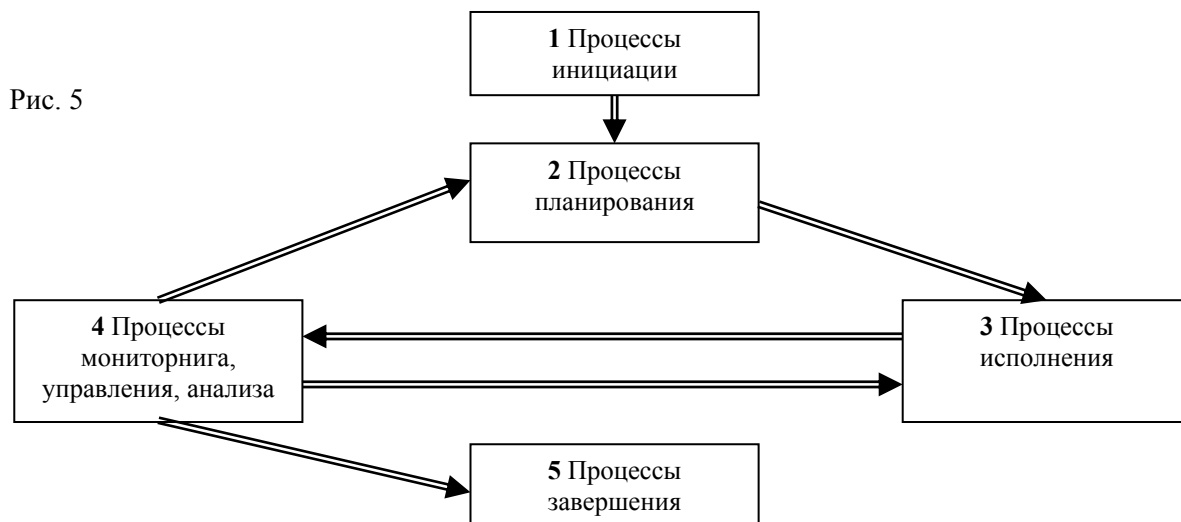 1 Процессы
инициации
Рис. 5
2 Процессы
планирования
4 Процессы
мониторнига,
управления, анализа
3 Процессы
исполнения
5 Процессы
завершения